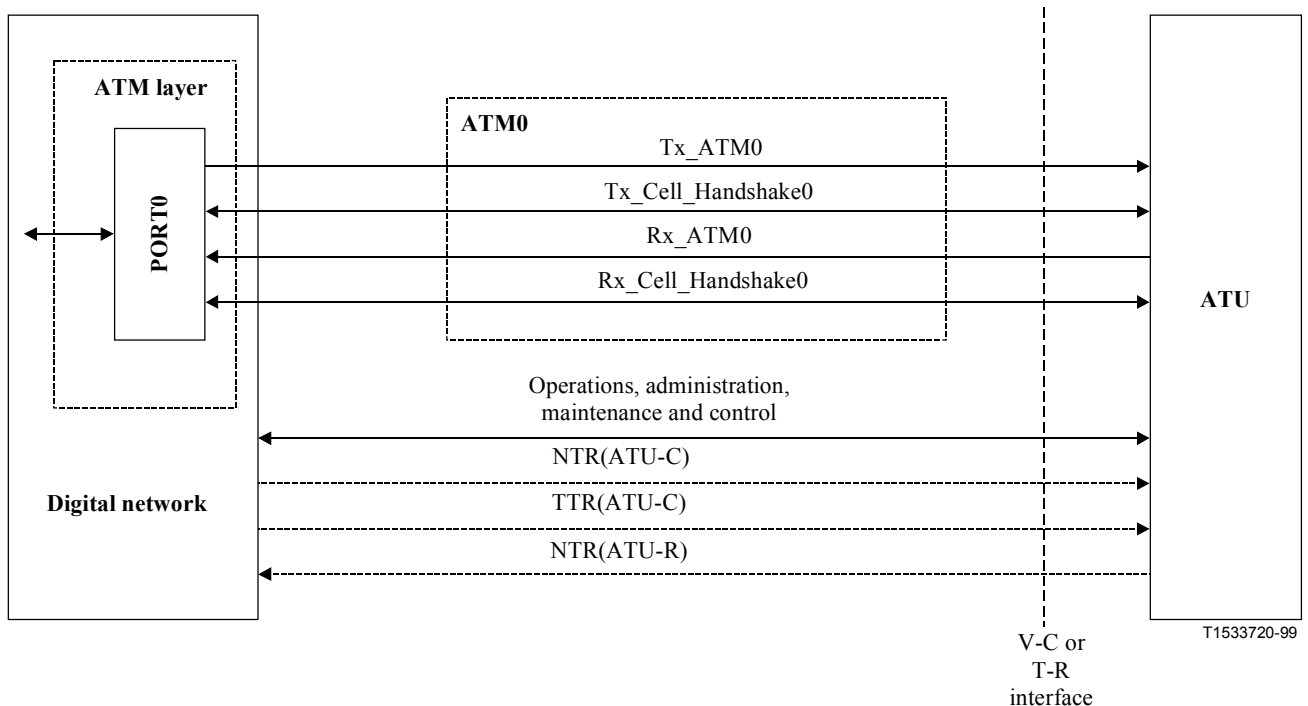 ATM layer
PORT0
ATM0
Tx_ATM0
Tx_Cell_Handshake0
Rx_ATM0
Rx_Cell_Handshake0
ATU
Operations, administration,
maintenance and control
NTR(ATU-C)
Digital network
TTR(ATU-C)
NTR(ATU-R)
T1533720-99
V-C or
T-R
interface